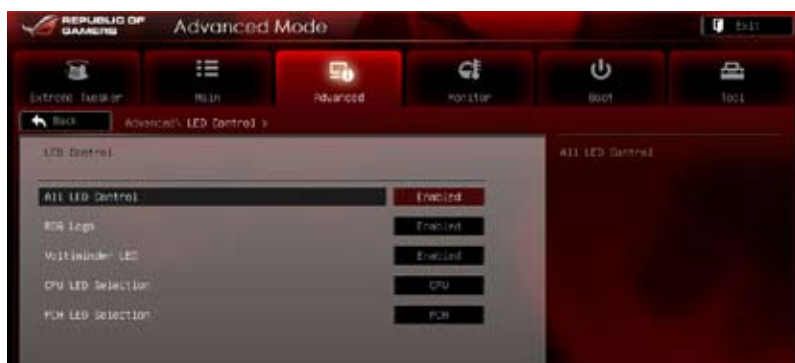 REPUBLIC OF
GAMERS
Advanced Mode
Exit
Extreme Tweaker
Main
Advanced
Monitor
Boot
Tool
Back
Advanced\ LED Control >
LED Control
All LED Control
All LED Control
Enabled
ROG Logo
Enabled
Voltiminder LED
Enabled
CPU LED Selection
CPU
PCH LED Selection
PCH